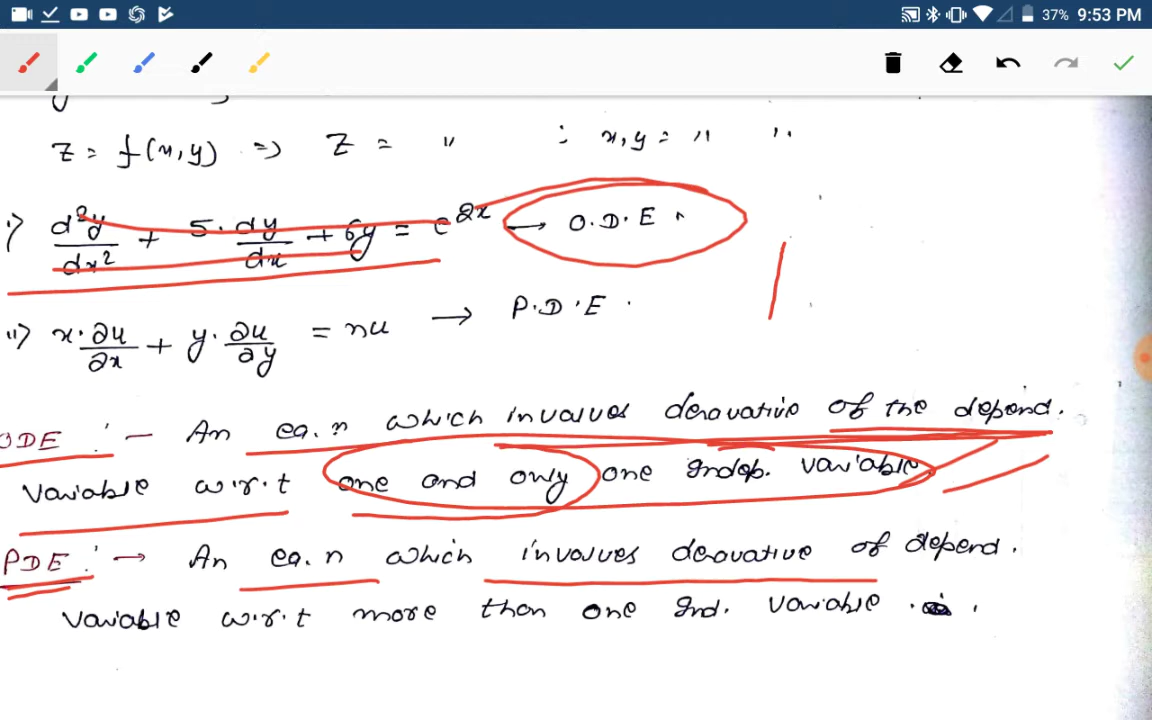 37% 9:53 PM
Z = f(x,y) => Z = " : x,y = " "
i) d²y/dx² + 5. dy/dx + 6y = e^2x → O.D.E
ii) x. ∂u/∂x + y. ∂u/∂y = nu → P.D.E.
ODE :- An eq.n which involves deravative of the depend.
Variable w.r.t one and only one Indep. variable
PDE :→ An eq.n which involves deravative of depend.
Variable w.r.t more than one Ind. variable.